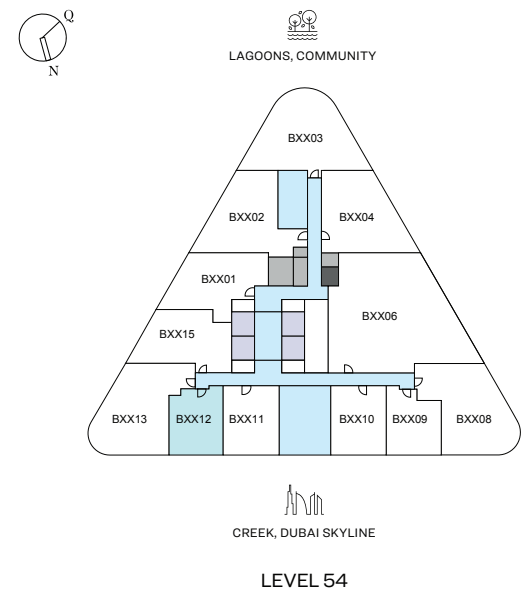 Q
N
LAGOONS, COMMUNITY
BXX03
BXX02
BXX04
BXX01
BXX06
BXX15
BXX13
BXX12
BXX11
BXX10
BXX09
BXX08
CREEK, DUBAI SKYLINE
LEVEL 54